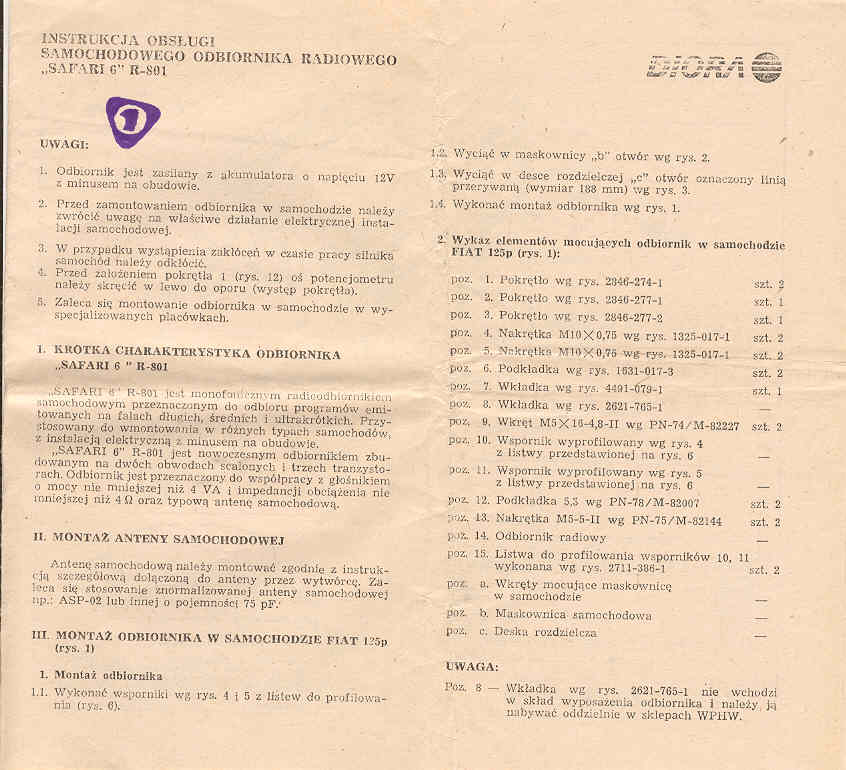 INSTRUKCJA OBSŁUGI
SAMOCHODOWEGO ODBIORNIKA RADIOWEGO
„SAFARI 6” R-801
1
UWAGI:
1. Odbiornik jest zasilany z akumulatora o napięciu 12V
z minusem na obudowie.
2. Przed zamontowaniem odbiornika w samochodzie należy
zwrócić uwagę na właściwe działanie elektrycznej insta-
lacji samochodowej.
3. W przypadku wystąpienia zakłóceń w czasie pracy silnika
samochód należy odkłócić.
4. Przed założeniem pokrętła 1 (rys. 12) oś potencjometru
należy skręcić w lewo do oporu (występ pokrętła).
5. Zaleca się montowanie odbiornika w samochodzie w wy-
specjalizowanych placówkach.
I. KRÓTKA CHARAKTERYSTYKA ODBIORNIKA
„SAFARI 6 ” R-801
„SAFARI 6” R-801 jest monofonicznym radioodbiornikiem
samochodowym przeznaczonym do odbioru programów emi-
towanych na falach długich, średnich i ultrakrótkich. Przy-
stosowany do wmontowania w różnych typach samochodów,
z instalacją elektryczną z minusem na obudowie.
„SAFARI 6” R-801 jest nowoczesnym odbiornikiem zbu-
dowanym na dwóch obwodach scalonych i trzech tranzysto-
rach. Odbiornik jest przeznaczony do współpracy z głośnikiem
o mocy nie mniejszej niż 4 VA i impedancji obciążenia nie
mniejszej niż 4 Ω oraz typową antenę samochodową.
II. MONTAŻ ANTENY SAMOCHODOWEJ
Antenę samochodową należy montować zgodnie z instruk-
cją szczegółową dołączoną do anteny przez wytwórcę. Za-
leca się stosowanie znormalizowanej anteny samochodowej
np.: ASP-02 lub innej o pojemności 75 pF.
III. MONTAŻ ODBIORNIKA W SAMOCHODZIE FIAT 125p
(rys. 1)
1. Montaż odbiornika
1.1. Wykonać wsporniki wg rys. 4 i 5 z listew do profilowa-
nia (rys. 6).
DIORA
1.2. Wyciąć w maskownicy „b” otwór wg rys. 2.
1.3. Wyciąć w desce rozdzielczej „c” otwór oznaczony linią
przerywaną (wymiar 188 mm) wg rys. 3.
1.4. Wykonać montaż odbiornika wg rys. 1.
2. Wykaz elementów mocujących odbiornik w samochodzie
FIAT 125p (rys. 1):
poz. 1. Pokrętło wg rys. 2846-274-1 szt. 2
poz. 2. Pokrętło wg rys. 2846-277-1 szt. 1
poz. 3. Pokrętło wg rys. 2846-277-2 szt. 1
poz. 4. Nakrętka M10×0,75 wg rys. 1325-017-1 szt. 2
poz. 5. Nakrętka M10×0,75 wg rys. 1325-017-1 szt. 2
poz. 6. Podkładka wg rys. 1631-017-3 szt. 2
poz. 7. Wkładka wg rys. 4491-079-1 szt. 1
poz. 8. Wkładka wg rys. 2621-765-1 —
poz. 9. Wkręt M5×16-4,8-II wg PN-74/M-82227 szt. 2
poz. 10. Wspornik wyprofilowany wg rys. 4
z listwy przedstawionej na rys. 6 —
poz. 11. Wspornik wyprofilowany wg rys. 5
z listwy przedstawionej na rys. 6 —
poz. 12. Podkładka 5,3 wg PN-78/M-82007 szt. 2
poz. 13. Nakrętka M5-5-II wg PN-75/M-82144 szt. 2
poz. 14. Odbiornik radiowy —
poz. 15. Listwa do profilowania wsporników 10, 11
wykonana wg rys. 2711-386-1 szt. 2
poz. a. Wkręty mocujące maskownicę
w samochodzie —
poz. b. Maskownica samochodowa —
poz. c. Deska rozdzielcza —
UWAGA:
Poz. 8 — Wkładka wg rys. 2621-765-1 nie wchodzi
w skład wyposażenia odbiornika i należy ją
nabywać oddzielnie w sklepach WPHW.